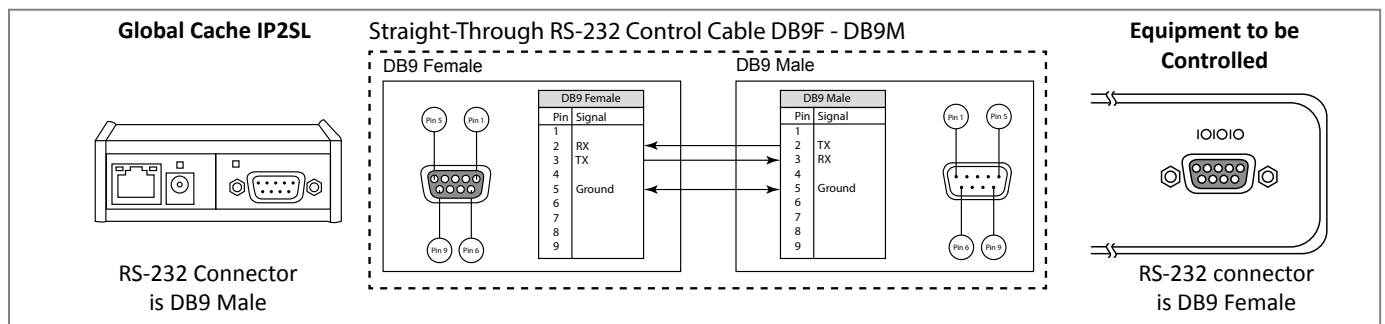 Global Cache IP2SL
RS-232 Connector
is DB9 Male
Straight-Through RS-232 Control Cable DB9F - DB9M
DB9 Female
Pin 5 Pin 1
Pin 9 Pin 6
DB9 Female
Pin Signal
1
2 RX
3 TX
4
5 Ground
6
7
8
9
DB9 Male
DB9 Male
Pin Signal
1
2 TX
3 RX
4
5 Ground
6
7
8
9
Pin 1 Pin 5
Pin 6 Pin 9
Equipment to be
Controlled
IOIOIO
RS-232 connector
is DB9 Female